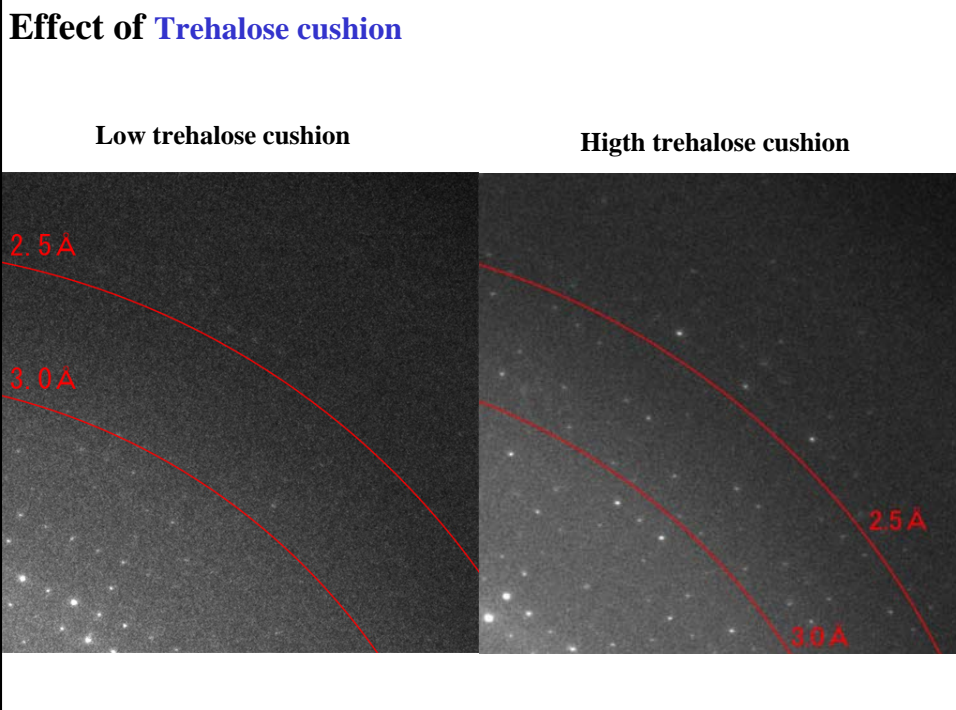 Effect of Trehalose cushion
Low trehalose cushion
Higth trehalose cushion
2.5Å
3.0Å
2.5Å
3.0Å